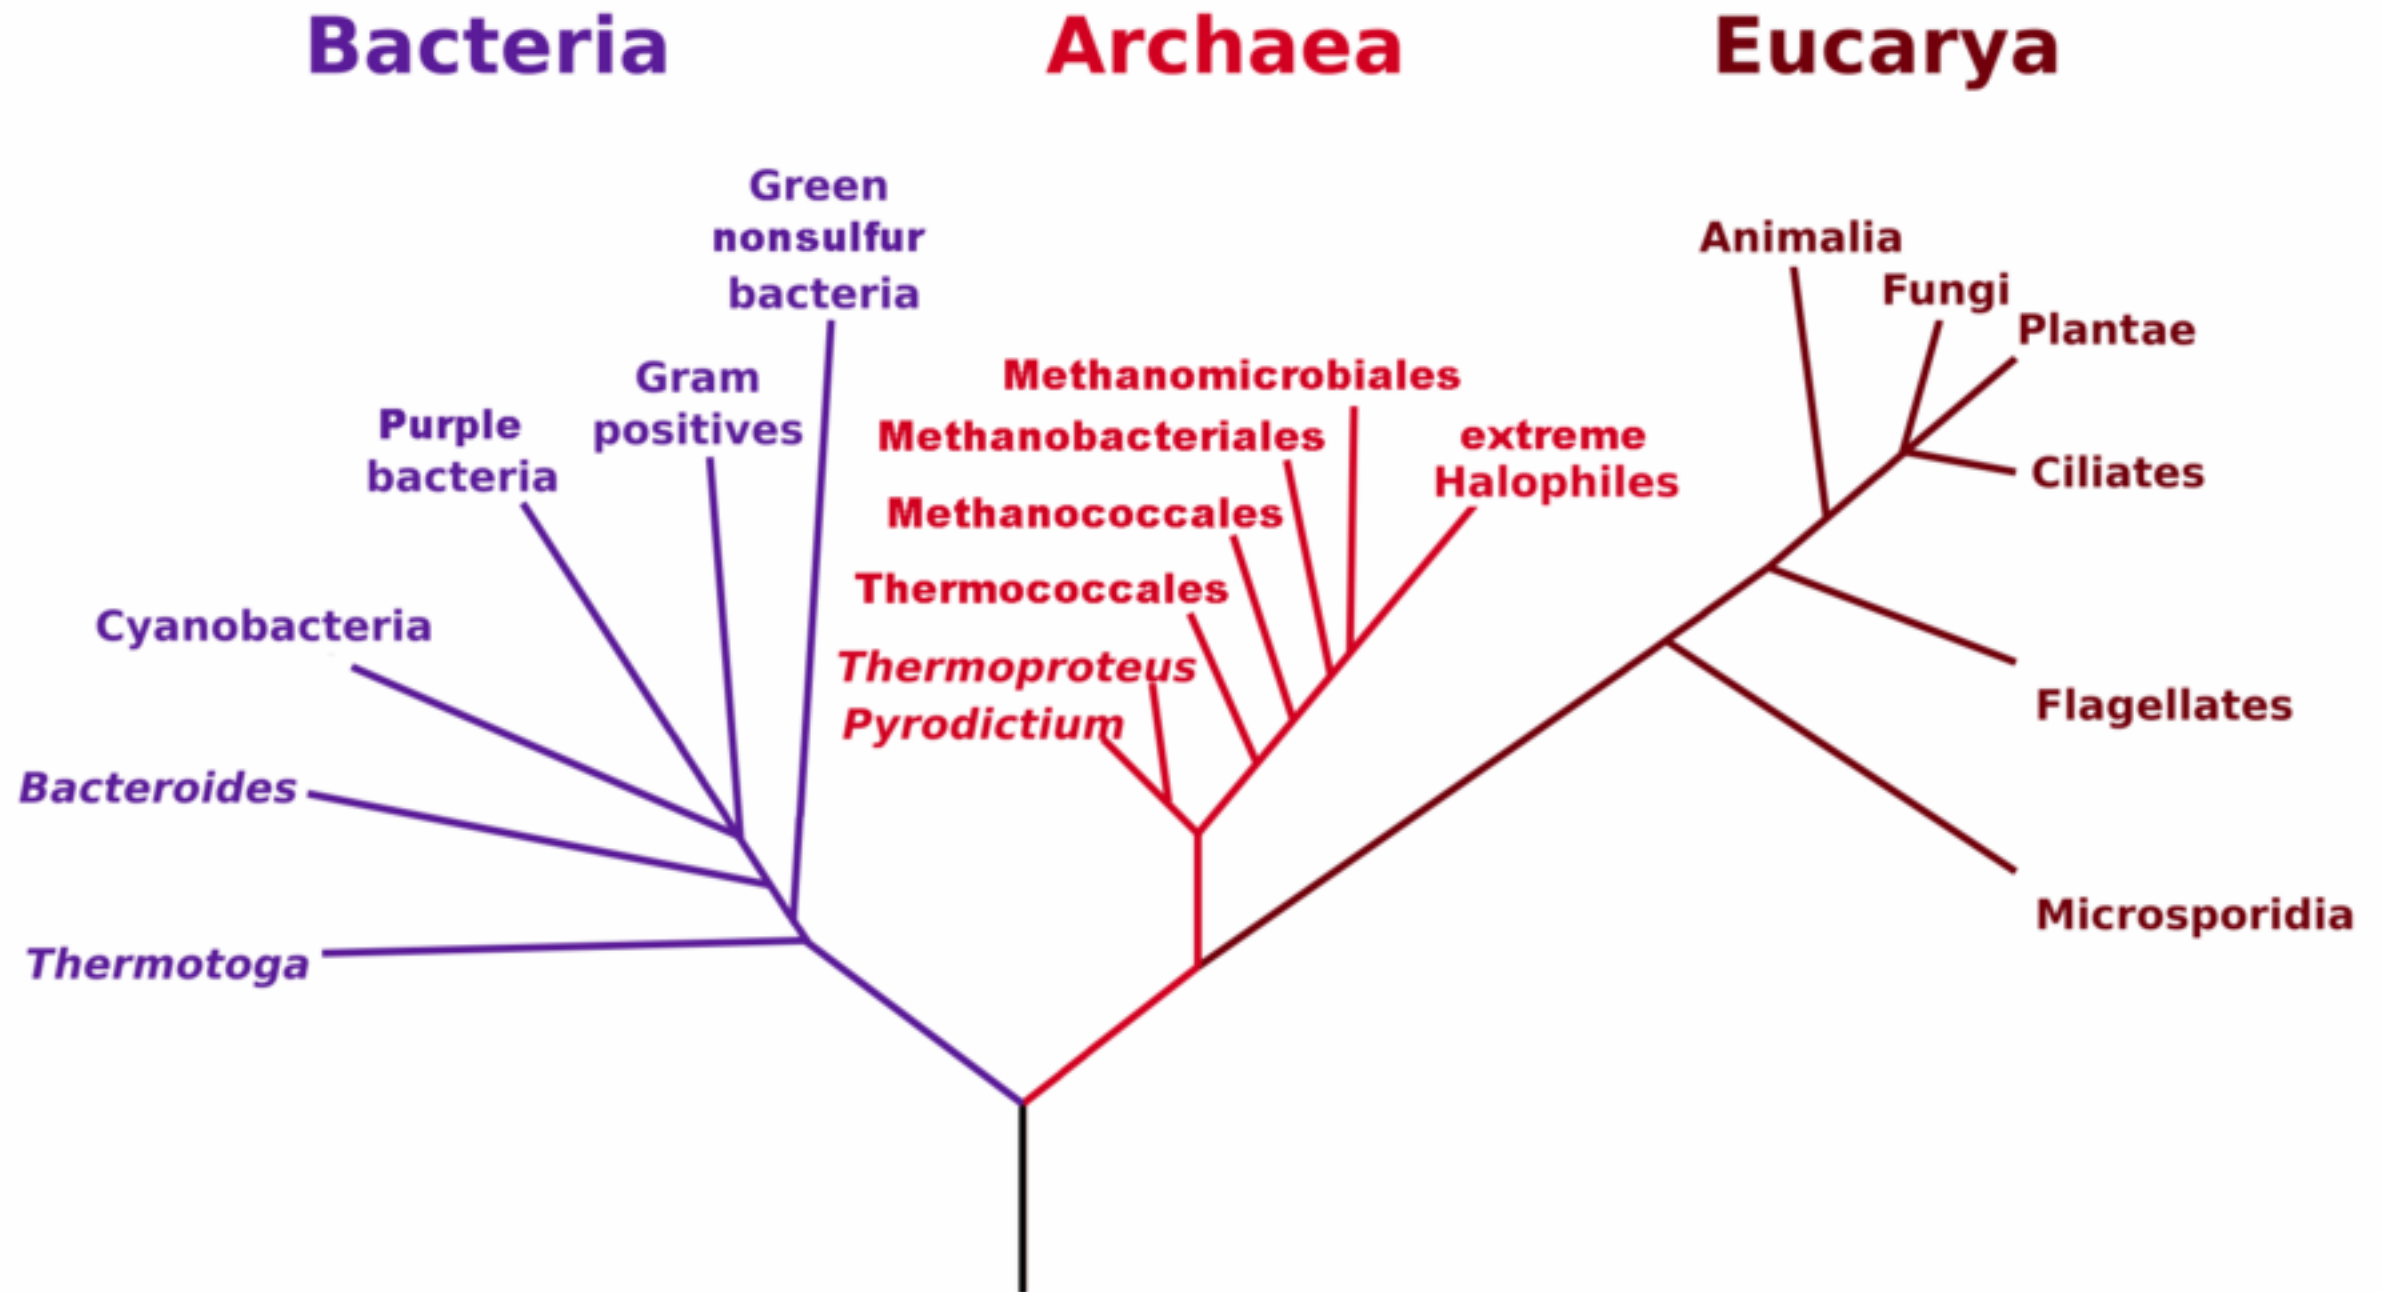 Bacteria
Archaea
Eucarya
Green
nonsulfur
bacteria
Gram
positives
Purple
bacteria
Cyanobacteria
Bacteroides
Thermotoga
Methanomicrobiales
Methanobacteriales
extreme
Halophiles
Methanococcales
Thermococcales
Thermoproteus
Pyrodictium
Animalia
Fungi
Plantae
Ciliates
Flagellates
Microsporidia